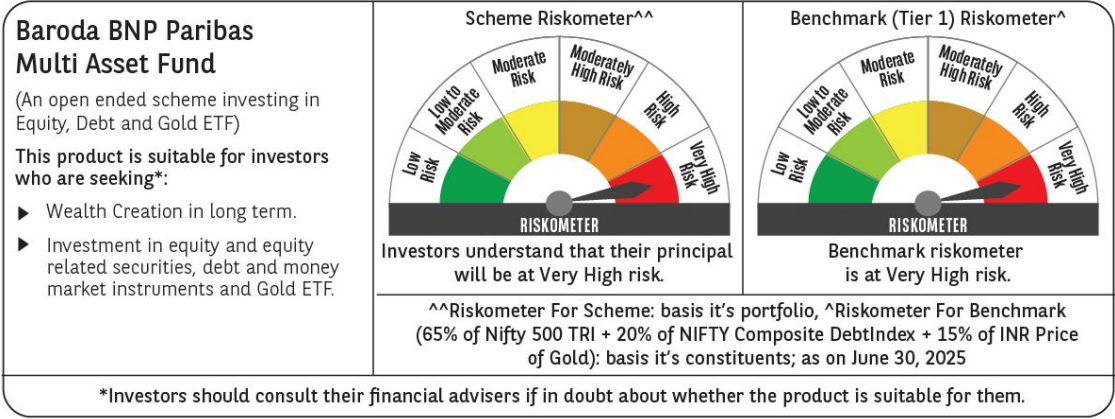 Baroda BNP Paribas
Multi Asset Fund
(An open ended scheme investing in
Equity, Debt and Gold ETF)
This product is suitable for investors
who are seeking*:
▶ Wealth Creation in long term.
▶ Investment in equity and equity
related securities, debt and money
market instruments and Gold ETF.
Scheme Riskometer^^
Low
Risk
Low to
Moderate
Risk
Moderate
Risk
Moderately
High Risk
High
Risk
Very High
Risk
RISKOMETER
Investors understand that their principal
will be at Very High risk.
Benchmark (Tier 1) Riskometer^
Low
Risk
Low to
Moderate
Risk
Moderate
Risk
Moderately
High Risk
High
Risk
Very High
Risk
RISKOMETER
Benchmark riskometer
is at Very High risk.
^^Riskometer For Scheme: basis it's portfolio, ^Riskometer For Benchmark
(65% of Nifty 500 TRI + 20% of NIFTY Composite DebtIndex + 15% of INR Price
of Gold): basis it's constituents; as on June 30, 2025
*Investors should consult their financial advisers if in doubt about whether the product is suitable for them.